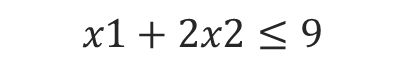 x1 + 2x2 ≤ 9